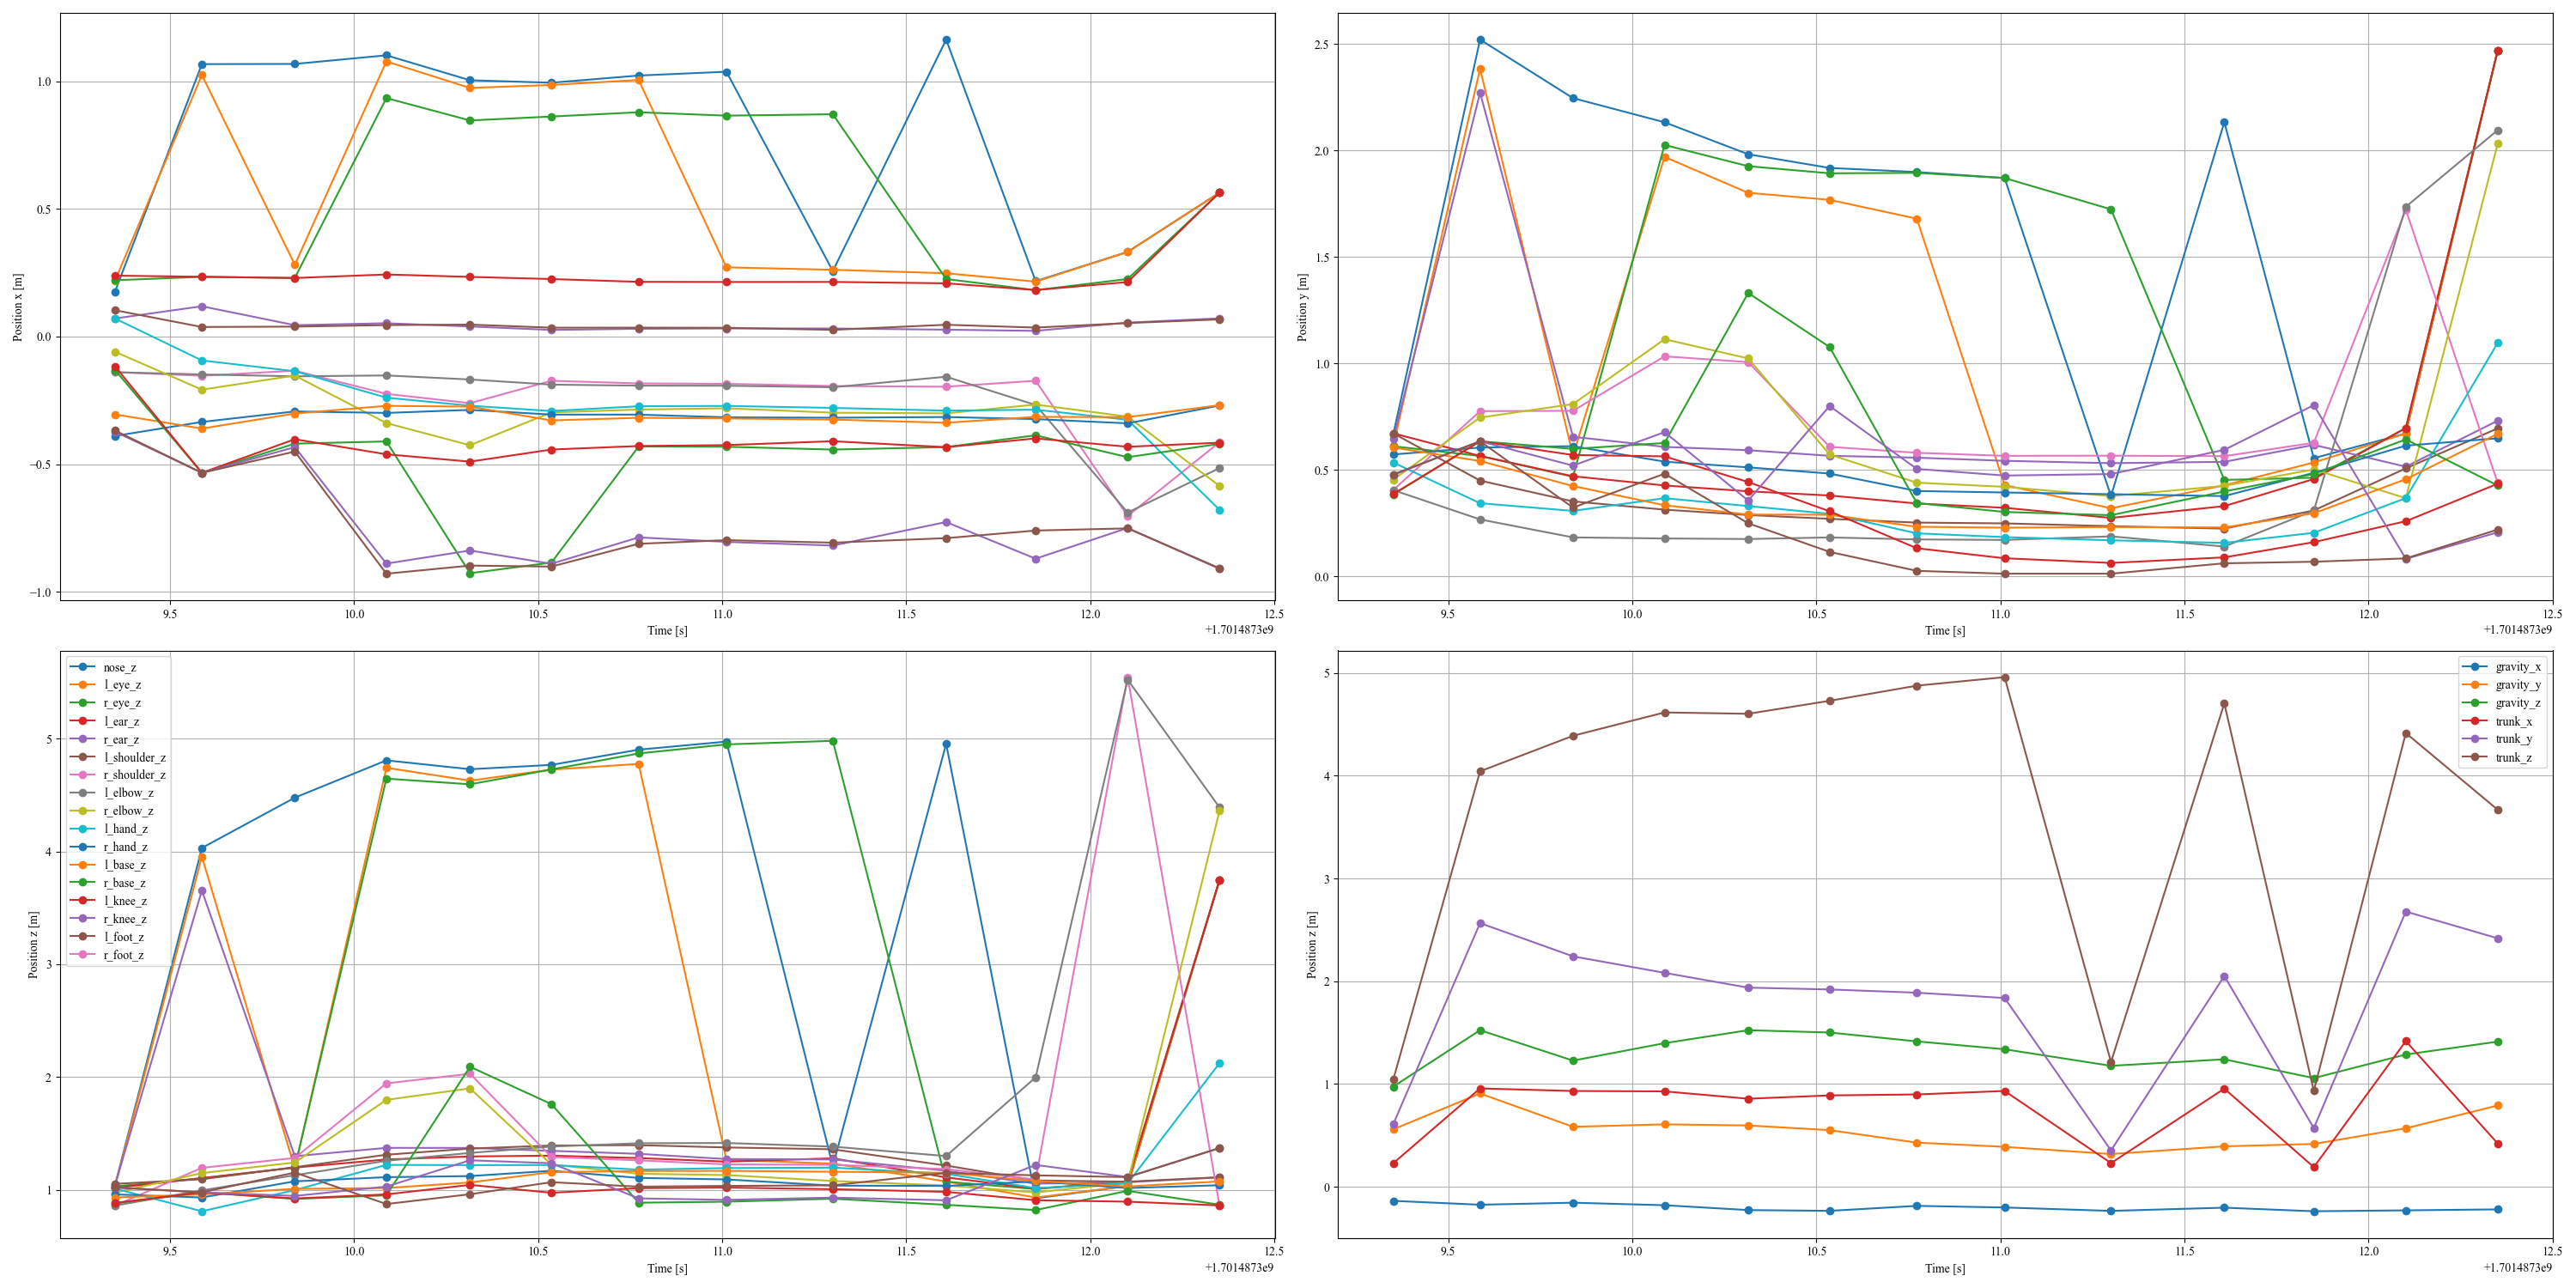 1.0
0.5
0.0
−0.5
−1.0
Position x [m]
9.5 10.0 10.5 11.0 11.5 12.0 12.5
Time [s]
+1.7014873e9
2.5
2.0
1.5
1.0
0.5
0.0
Position y [m]
9.5 10.0 10.5 11.0 11.5 12.0 12.5
Time [s]
+1.7014873e9
nose_z
l_eye_z
r_eye_z
l_ear_z
r_ear_z
l_shoulder_z
r_shoulder_z
l_elbow_z
r_elbow_z
l_hand_z
r_hand_z
l_base_z
r_base_z
l_knee_z
r_knee_z
l_foot_z
r_foot_z
5
4
3
2
1
Position z [m]
9.5 10.0 10.5 11.0 11.5 12.0 12.5
Time [s]
+1.7014873e9
gravity_x
gravity_y
gravity_z
trunk_x
trunk_y
trunk_z
5
4
3
2
1
0
Position z [m]
9.5 10.0 10.5 11.0 11.5 12.0 12.5
Time [s]
+1.7014873e9